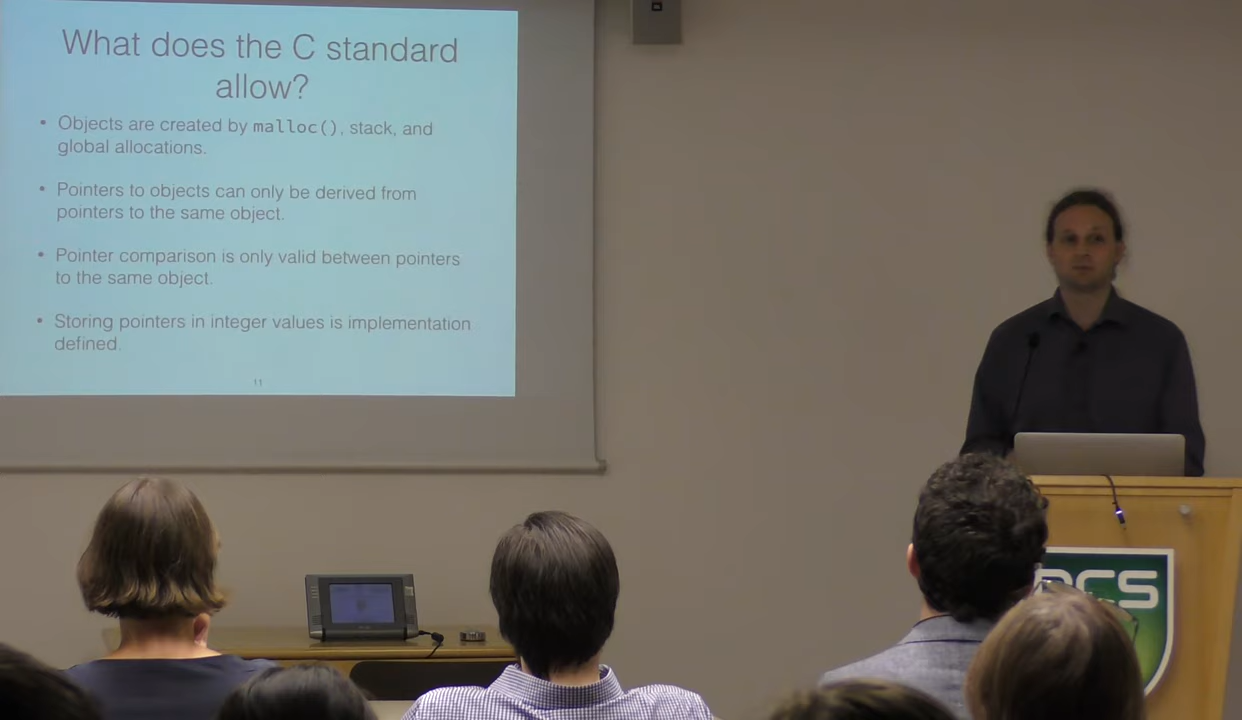 What does the C standard
allow?
• Objects are created by malloc(), stack, and
global allocations.
• Pointers to objects can only be derived from
pointers to the same object.
• Pointer comparison is only valid between pointers
to the same object.
• Storing pointers in integer values is implementation
defined.
11
BCS